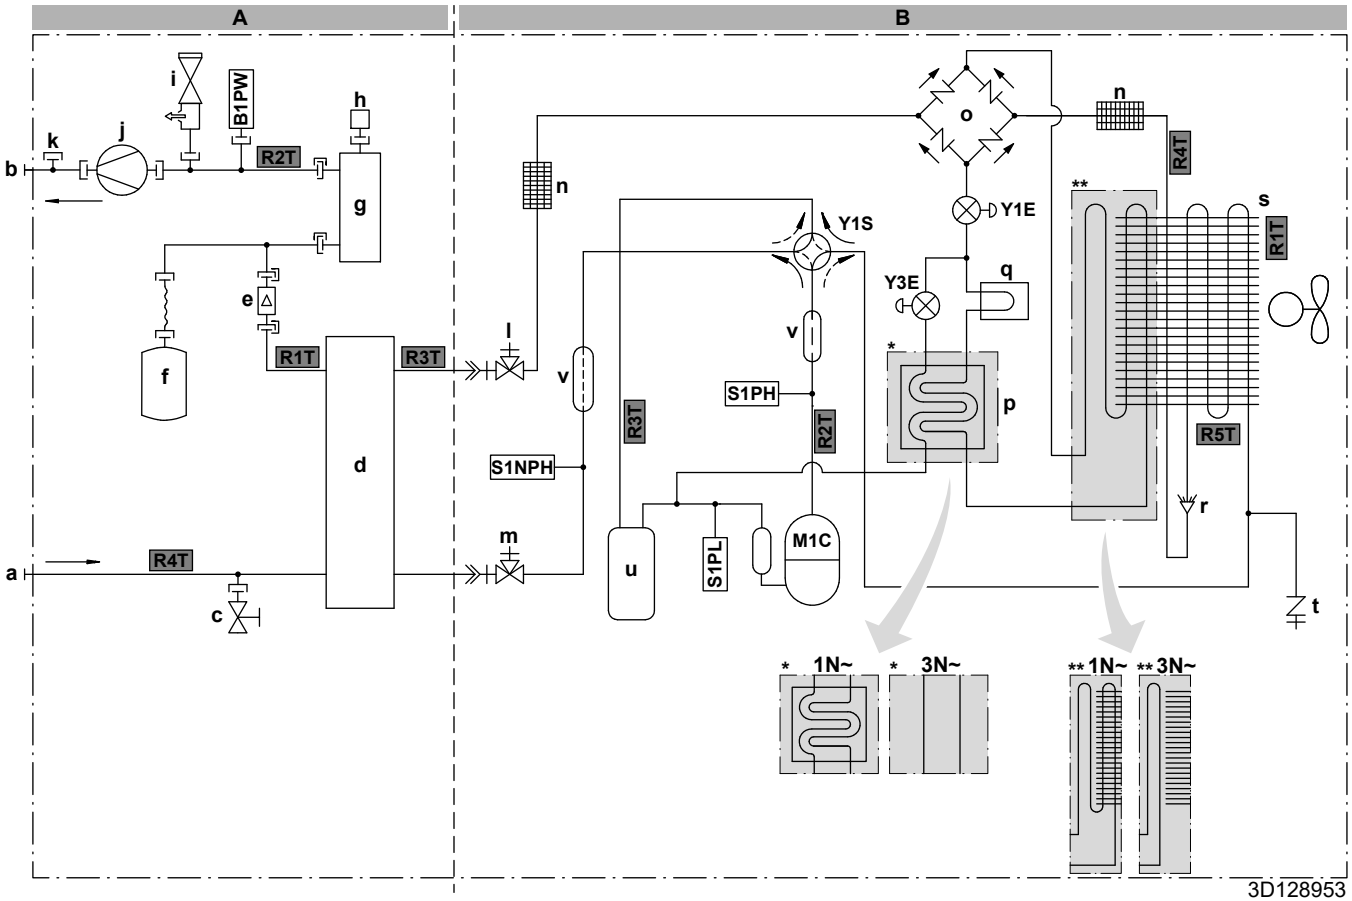 A
B
i
B1PW
h
k
j
R2T
b
g
e
R1T
R3T
f
d
R4T
a
c
l
n
v
S1NPH
m
R3T
u
S1PL
S1PH
v
R2T
M1C
Y1S
o
Y1E
Y3E
q
*
p
n
R4T
**
s
R1T
R5T
r
t
* 1N~
* 3N~
** 1N~
** 3N~
3D128953